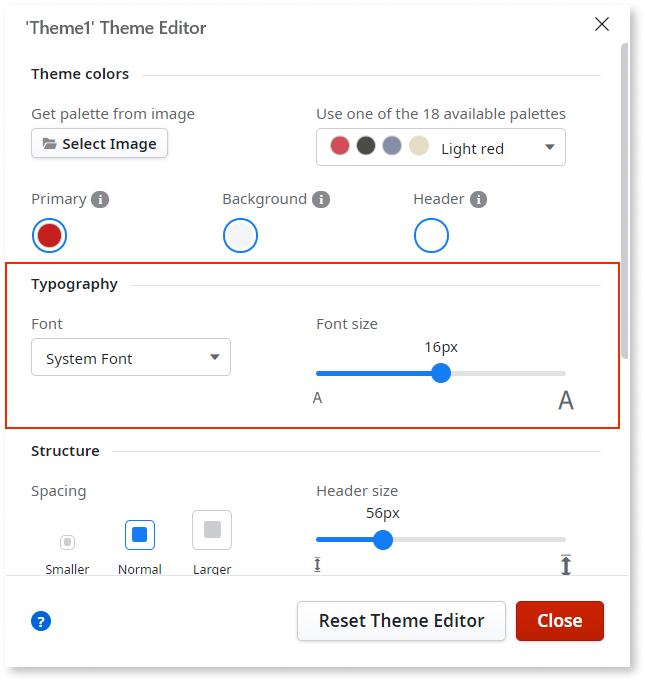 'Theme1' Theme Editor
Theme colors
Get palette from image
Use one of the 18 available palettes
Select Image
Light red
Primary
Background
Header
Typography
Font
Font size
16px
System Font
A
A
Structure
Spacing
Header size
56px
Smaller
Normal
Larger
?
Reset Theme Editor
Close